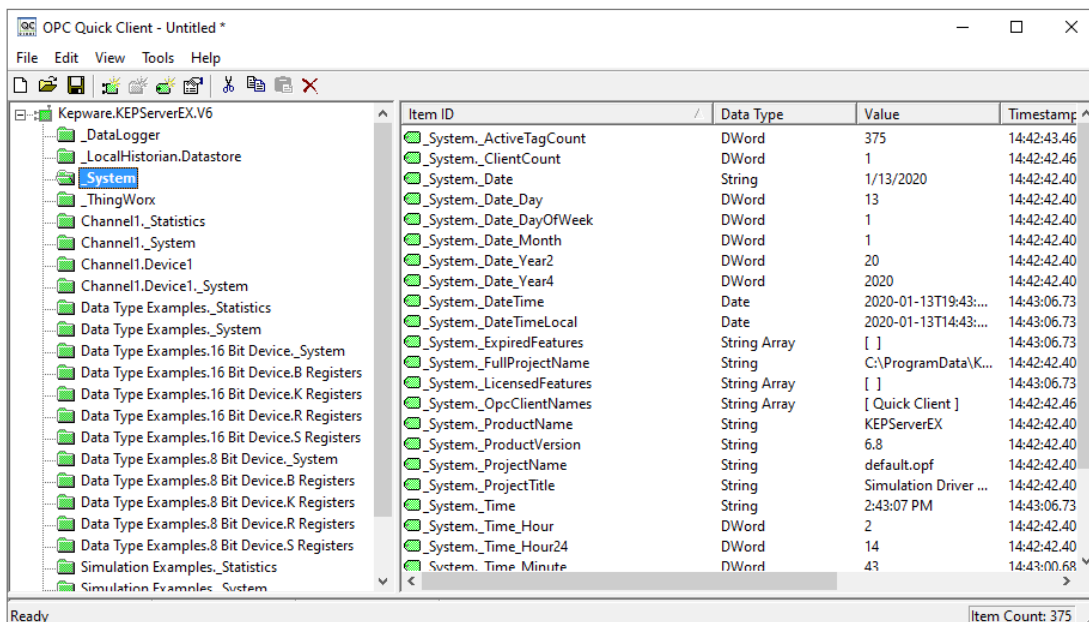 OPC Quick Client - Untitled *
File Edit View Tools Help
Kepware.KEPServerEX.V6
_DataLogger
_LocalHistorian.Datastore
_System
_ThingWorx
Channel1._Statistics
Channel1._System
Channel1.Device1
Channel1.Device1._System
Data Type Examples._Statistics
Data Type Examples._System
Data Type Examples.16 Bit Device._System
Data Type Examples.16 Bit Device.B Registers
Data Type Examples.16 Bit Device.K Registers
Data Type Examples.16 Bit Device.R Registers
Data Type Examples.16 Bit Device.S Registers
Data Type Examples.8 Bit Device._System
Data Type Examples.8 Bit Device.B Registers
Data Type Examples.8 Bit Device.K Registers
Data Type Examples.8 Bit Device.R Registers
Data Type Examples.8 Bit Device.S Registers
Simulation Examples._Statistics
Simulation Examples._System
Item ID Data Type Value Timestamp
_System._ActiveTagCount DWord 375 14:42:43.46
_System._ClientCount DWord 1 14:42:42.46
_System._Date String 1/13/2020 14:42:42.40
_System._Date_Day DWord 13 14:42:42.40
_System._Date_DayOfWeek DWord 1 14:42:42.40
_System._Date_Month DWord 1 14:42:42.40
_System._Date_Year2 DWord 20 14:42:42.40
_System._Date_Year4 DWord 2020 14:42:42.40
_System._DateTime Date 2020-01-13T19:43:... 14:43:06.73
_System._DateTimeLocal Date 2020-01-13T14:43:... 14:43:06.73
_System._ExpiredFeatures String Array [ ] 14:43:06.73
_System._FullProjectName String C:\ProgramData\K... 14:42:42.40
_System._LicensedFeatures String Array [ ] 14:43:06.73
_System._OpcClientNames String Array [ Quick Client ] 14:42:42.46
_System._ProductName String KEPServerEX 14:42:42.40
_System._ProductVersion String 6.8 14:42:42.40
_System._ProjectName String default.opf 14:42:42.40
_System._ProjectTitle String Simulation Driver ... 14:42:42.40
_System._Time String 2:43:07 PM 14:43:06.73
_System._Time_Hour DWord 2 14:42:42.40
_System._Time_Hour24 DWord 14 14:42:42.40
_System._Time_Minute DWord 43 14:43:00.68
Ready Item Count: 375